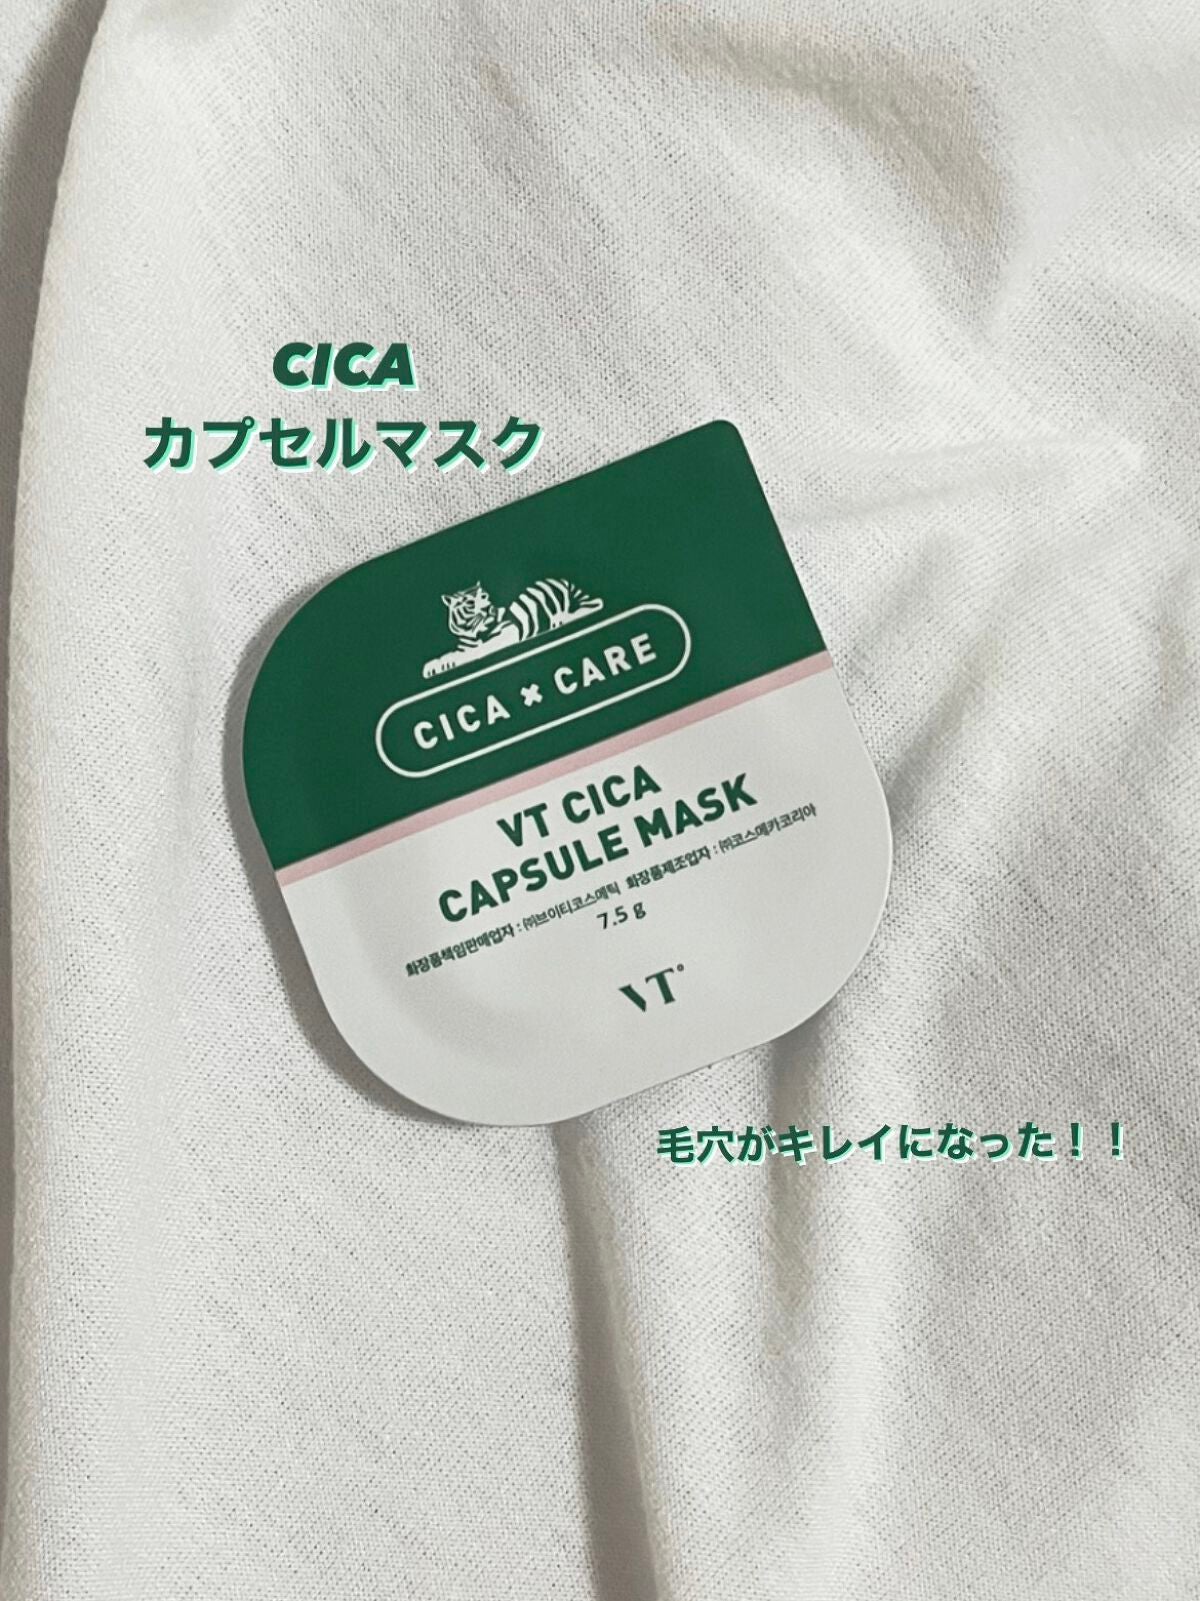 CICA
カプセルマスク
CICA × CARE
VT CICA
CAPSULE MASK
화장품책임판매업자 : ㈜브이티코스메틱 화장품제조업자 : ㈜코스메카코리아
7.5 g
VT
毛穴がキレイになった！！